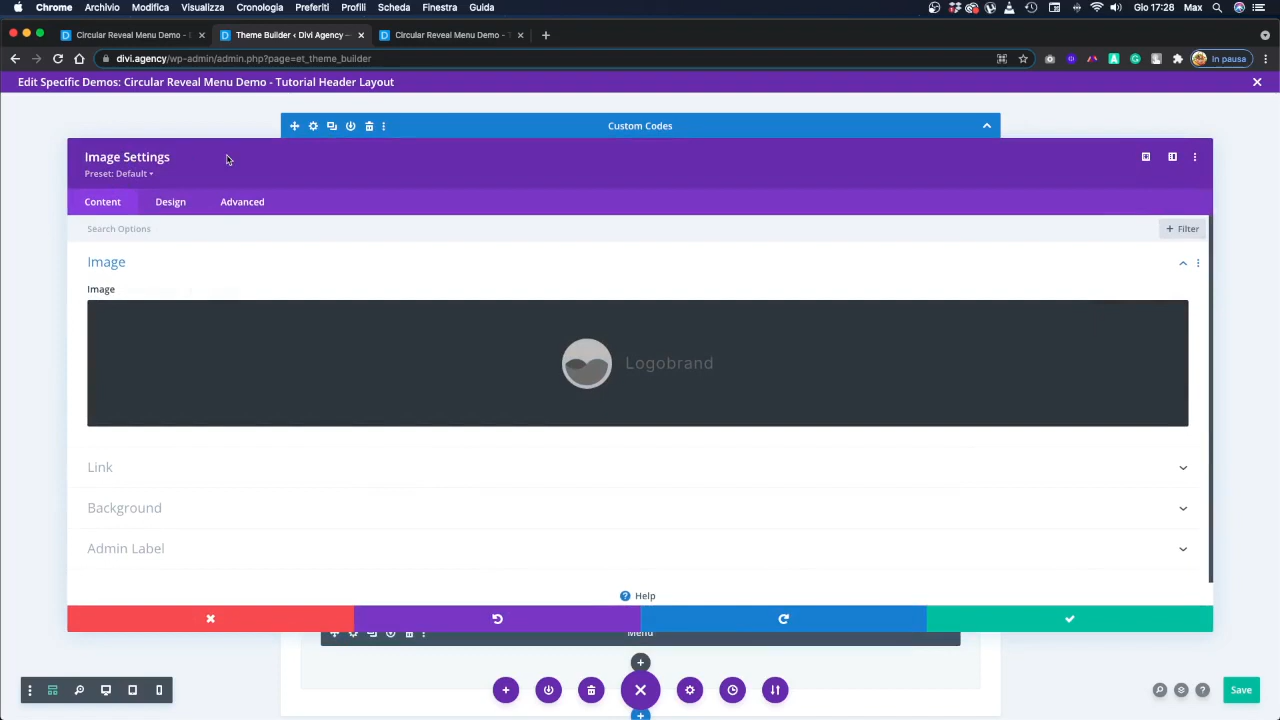 Chrome Archivio Modifica Visualizza Cronologia Preferiti Profili Scheda Finestra Guida Gio 17:28 Max
Circular Reveal Menu Demo - Theme Builder ‹ Divi Agency — Circular Reveal Menu Demo - T
divi.agency/wp-admin/admin.php?page=et_theme_builder In pausa
Edit Specific Demos: Circular Reveal Menu Demo - Tutorial Header Layout
Custom Codes
Image Settings
Preset: Default
Content Design Advanced
Search Options + Filter
Image
Image
Logobrand
Link
Background
Admin Label
? Help
Menu
Save